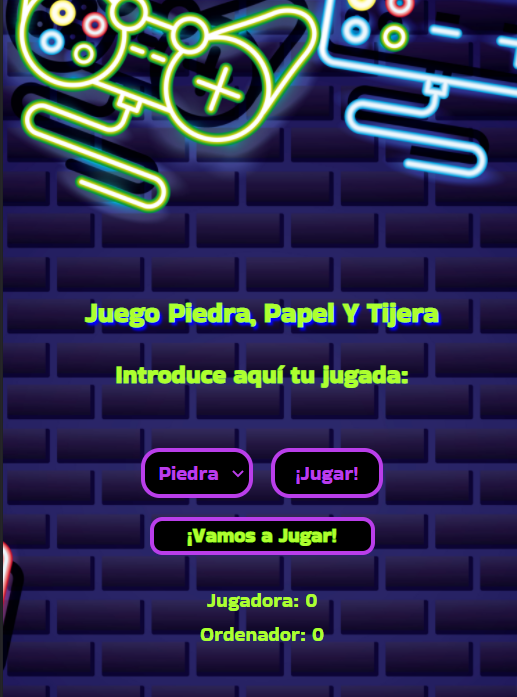 Juego Piedra, Papel Y Tijera
Introduce aquí tu jugada:
Piedra ¡Jugar!
¡Vamos a Jugar!
Jugadora: 0
Ordenador: 0